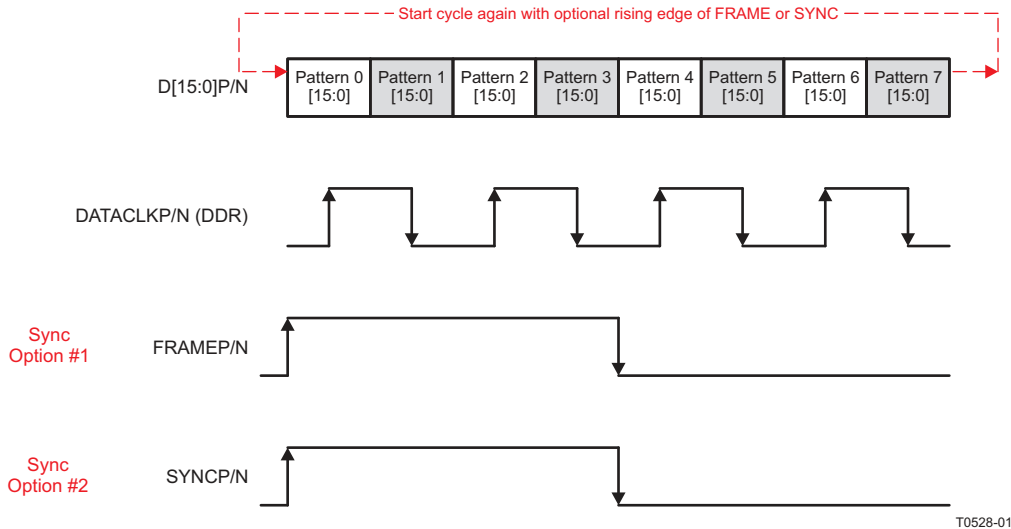 Start cycle again with optional rising edge of FRAME or SYNC
D[15:0]P/N
Pattern 0
[15:0]
Pattern 1
[15:0]
Pattern 2
[15:0]
Pattern 3
[15:0]
Pattern 4
[15:0]
Pattern 5
[15:0]
Pattern 6
[15:0]
Pattern 7
[15:0]
DATACLKP/N (DDR)
Sync
Option #1
FRAMEP/N
Sync
Option #2
SYNCP/N
T0528-01